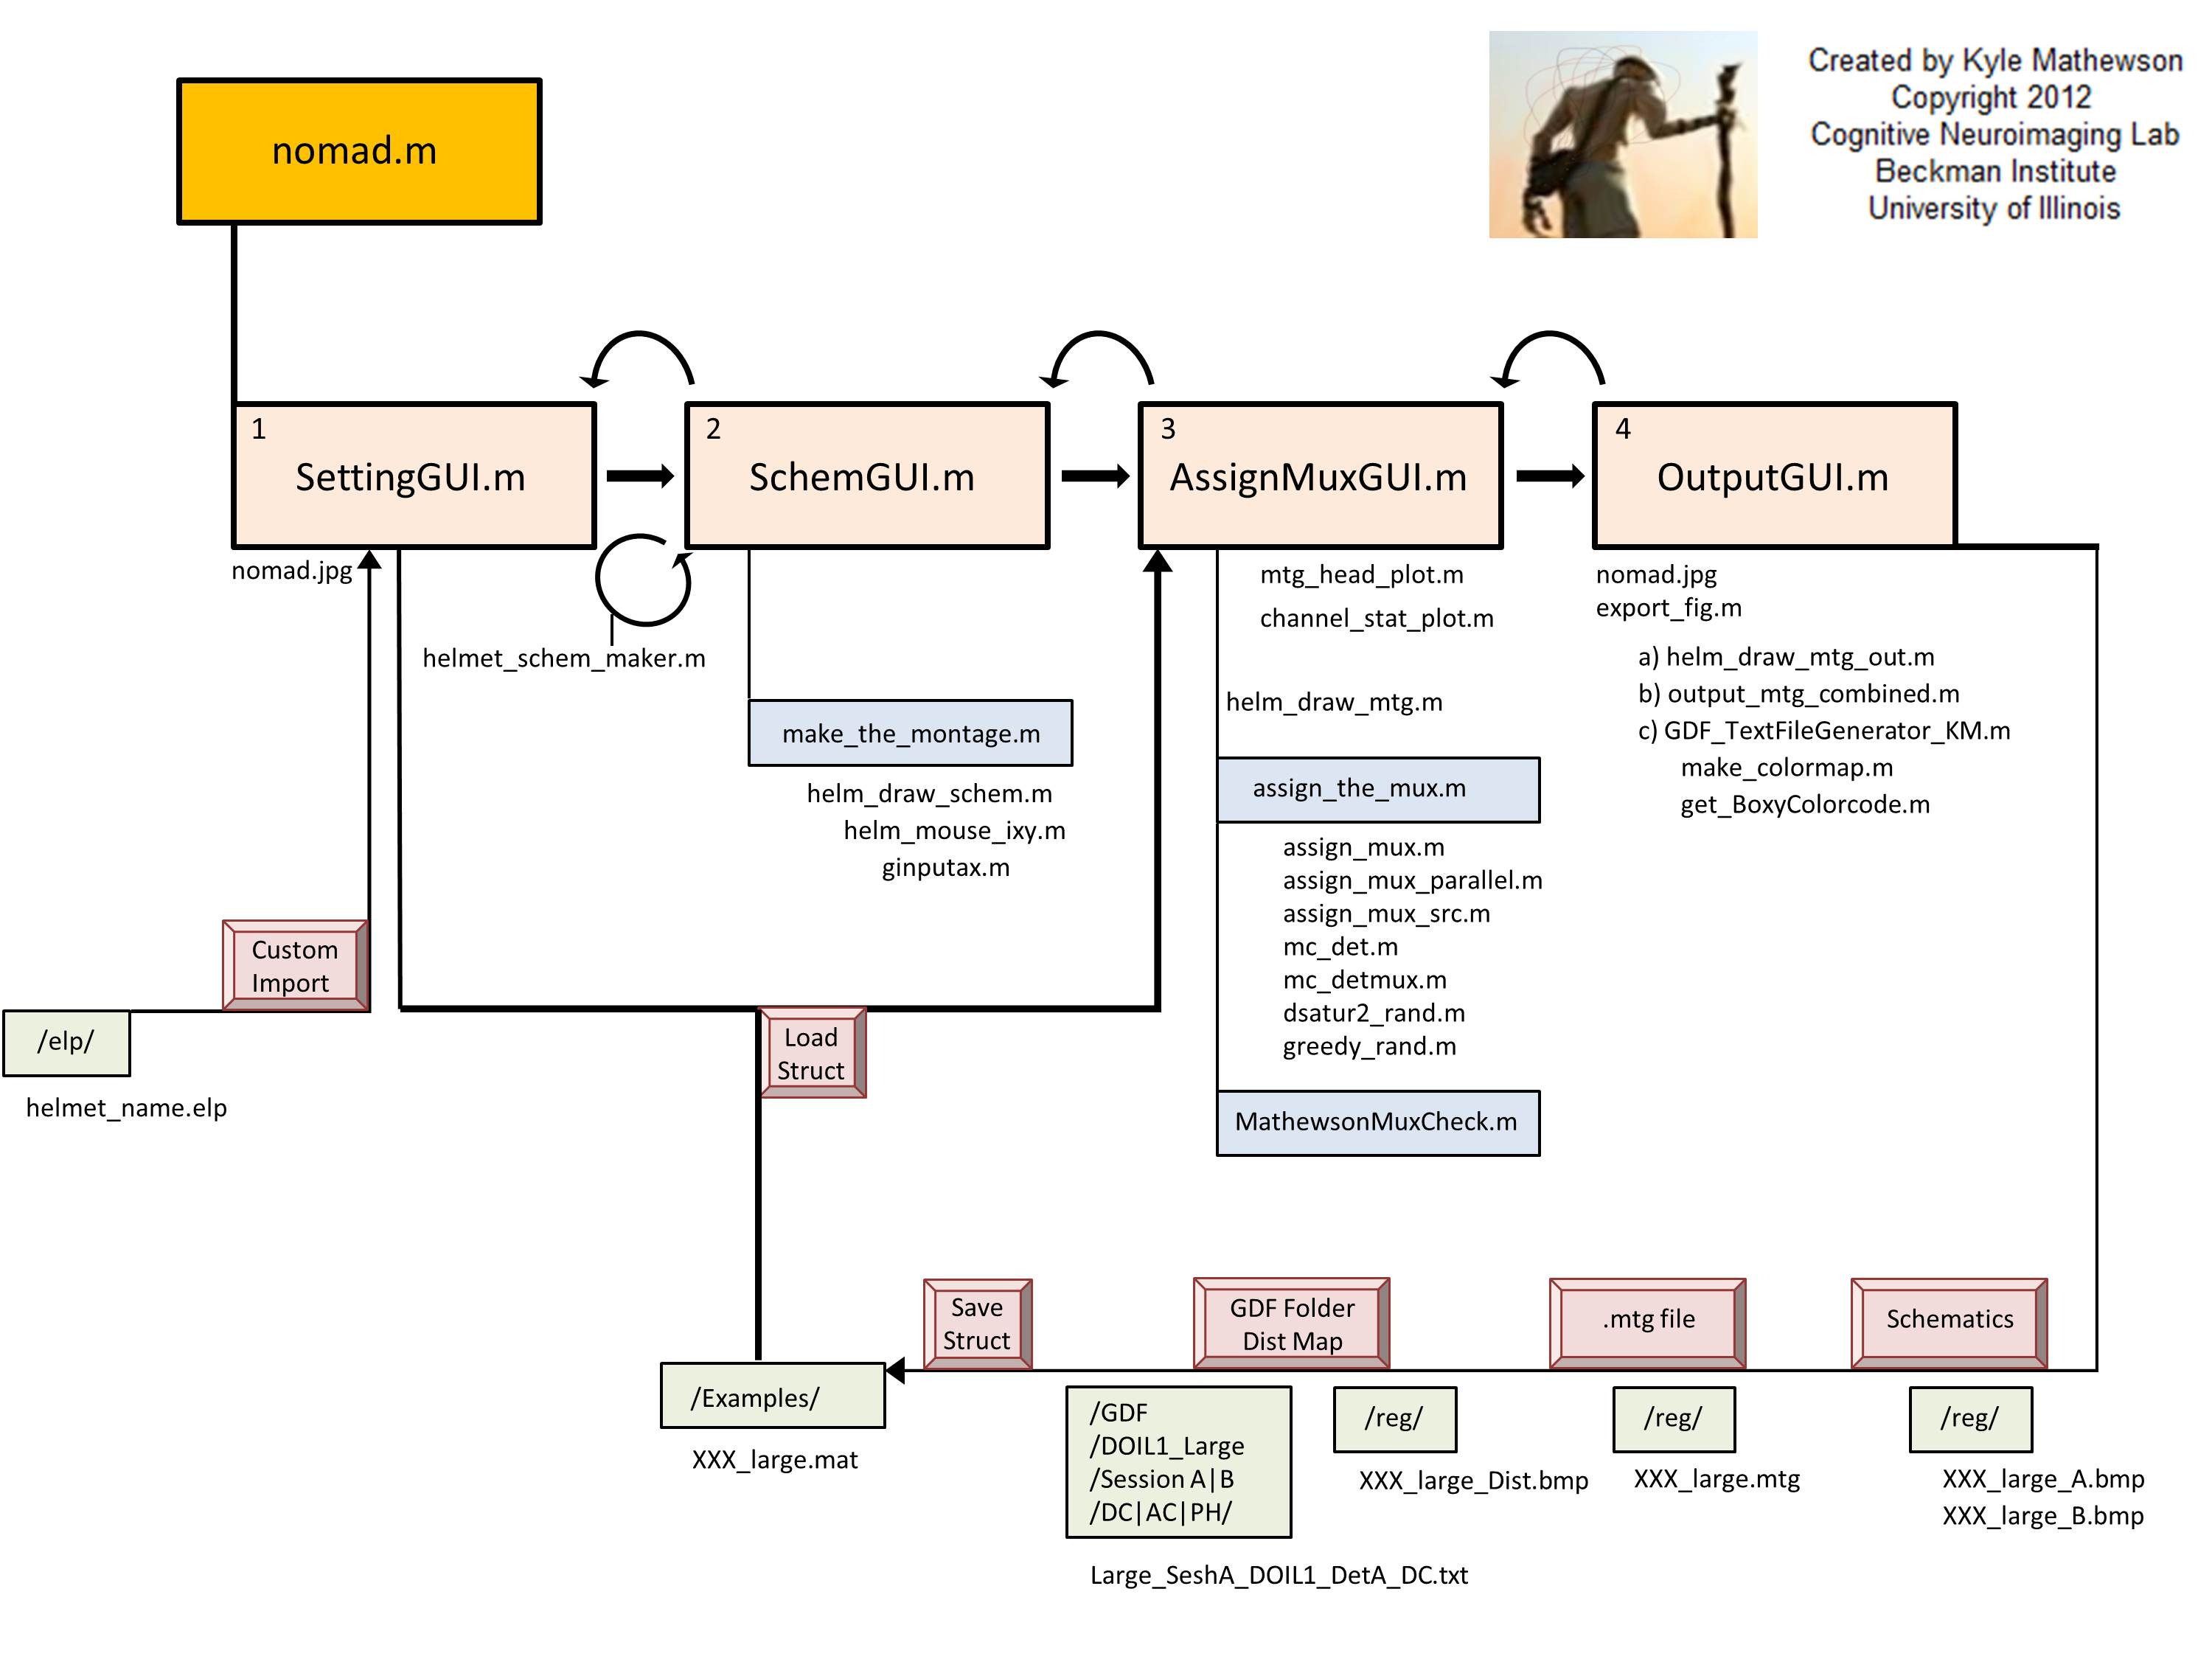 Created by Kyle Mathewson
Copyright 2012
Cognitive Neuroimaging Lab
Beckman Institute
University of Illinois
nomad.m
1
SettingGUI.m
2
SchemGUI.m
3
AssignMuxGUI.m
4
OutputGUI.m
nomad.jpg
helmet_schem_maker.m
make_the_montage.m
helm_draw_schem.m
helm_mouse_ixy.m
ginputax.m
mtg_head_plot.m
channel_stat_plot.m
helm_draw_mtg.m
assign_the_mux.m
assign_mux.m
assign_mux_parallel.m
assign_mux_src.m
mc_det.m
mc_detmux.m
dsatur2_rand.m
greedy_rand.m
MathewsonMuxCheck.m
nomad.jpg
export_fig.m
a) helm_draw_mtg_out.m
b) output_mtg_combined.m
c) GDF_TextFileGenerator_KM.m
make_colormap.m
get_BoxyColorcode.m
Custom
Import
/elp/
helmet_name.elp
Load
Struct
Save
Struct
GDF Folder
Dist Map
.mtg file
Schematics
/Examples/
XXX_large.mat
/GDF
/DOIL1_Large
/Session A|B
/DC|AC|PH/
Large_SeshA_DOIL1_DetA_DC.txt
/reg/
XXX_large_Dist.bmp
/reg/
XXX_large.mtg
/reg/
XXX_large_A.bmp
XXX_large_B.bmp